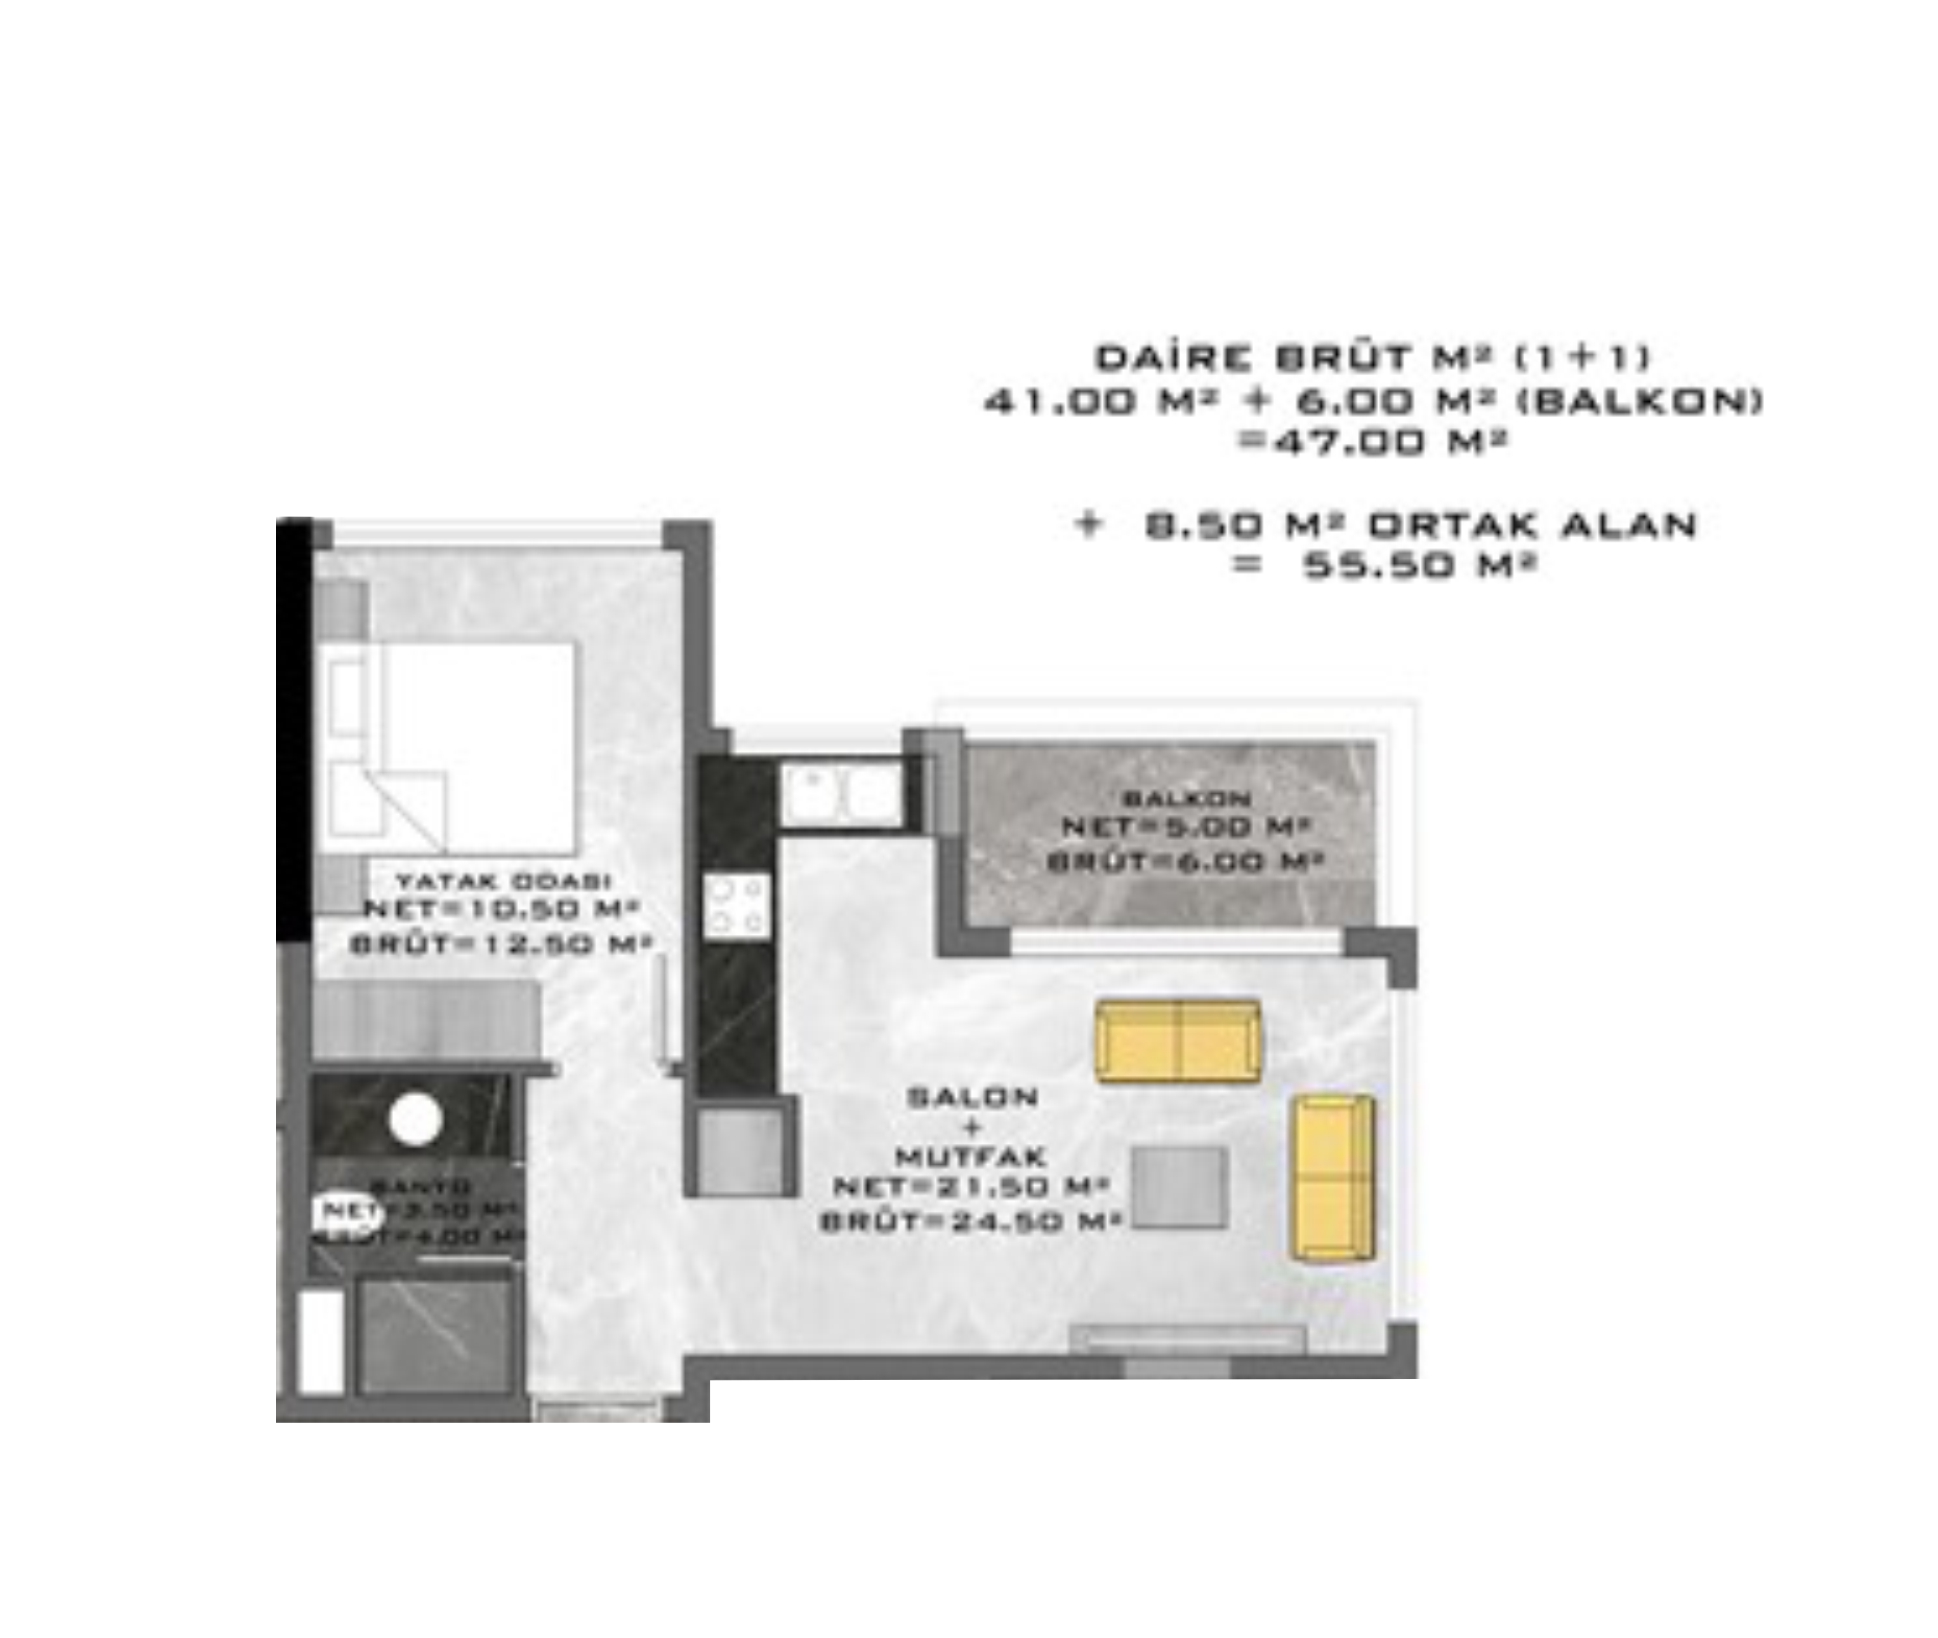 DAİRE BRÜT M² (1+1)
41.00 M² + 6.00 M² (BALKON)
=47.00 M²
+ 8.50 M² ORTAK ALAN
= 55.50 M²
BALKON
NET=5.00 M²
BRÜT=6.00 M²
YATAK ODASI
NET=10.50 M²
BRÜT=12.50 M²
SALON
+
MUTFAK
NET=21.50 M²
BRÜT=24.50 M²
BANYO
NET=3.50 M²
BRÜT=4.00 M²